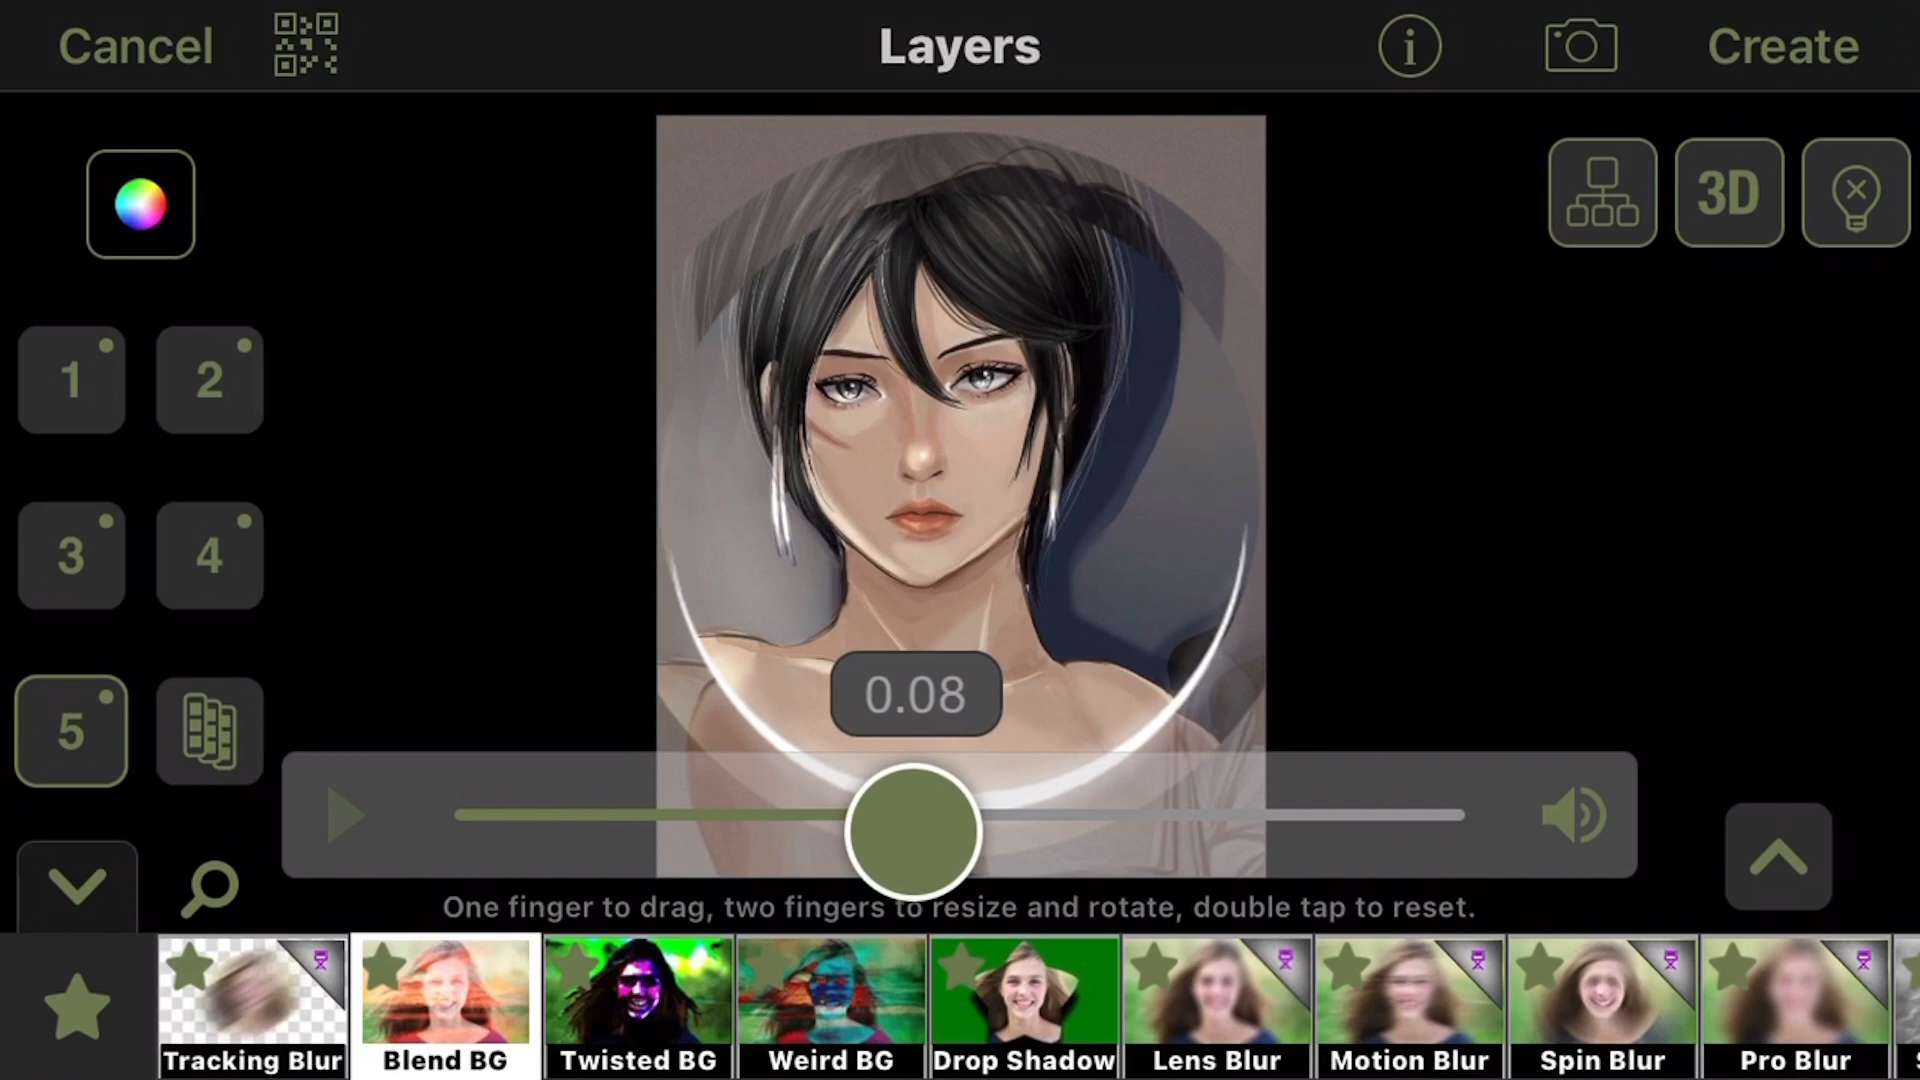 Cancel
Layers
Create
3D
1
2
3
4
5
0.08
One finger to drag, two fingers to resize and rotate, double tap to reset.
Tracking Blur
Blend BG
Twisted BG
Weird BG
Drop Shadow
Lens Blur
Motion Blur
Spin Blur
Pro Blur